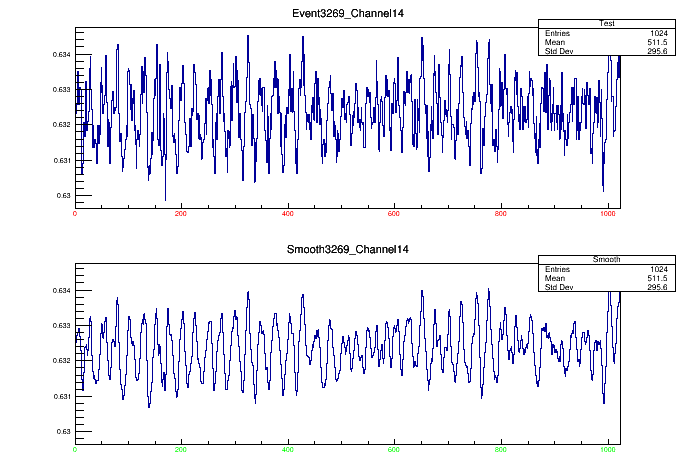 Event3269_Channel14
Test
Entries 1024
Mean 511.5
Std Dev 295.6
0.634
0.633
0.632
0.631
0.63
0 200 400 600 800 1000
Smooth3269_Channel14
Smooth
Entries 1024
Mean 511.5
Std Dev 295.6
0.634
0.633
0.632
0.631
0.63
0 200 400 600 800 1000